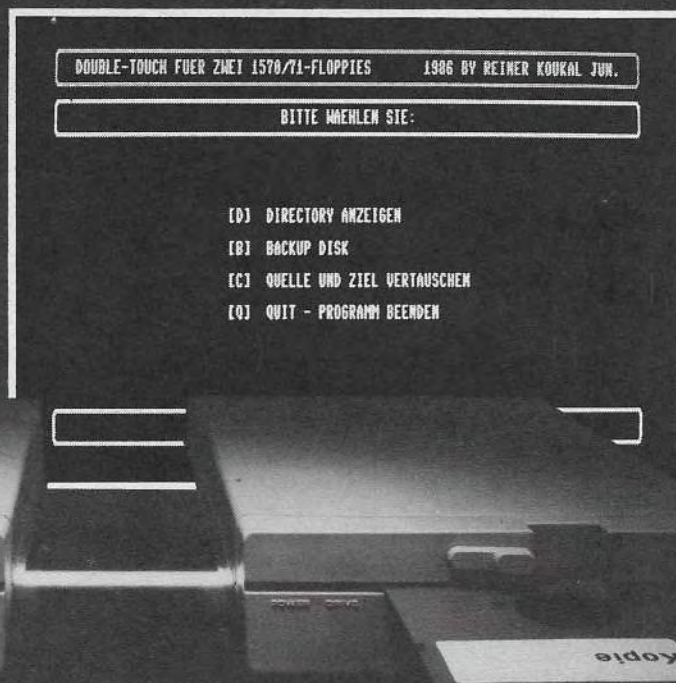 DOUBLE-TOUCH FUER ZWEI 1570/71-FLOPPIES 1986 BY REINER KOUKAL JUN.
BITTE WAEHLEN SIE:
[D] DIRECTORY ANZEIGEN
[B] BACKUP DISK
[C] QUELLE UND ZIEL VERTAUSCHEN
[Q] QUIT - PROGRAMM BEENDEN
Kopie